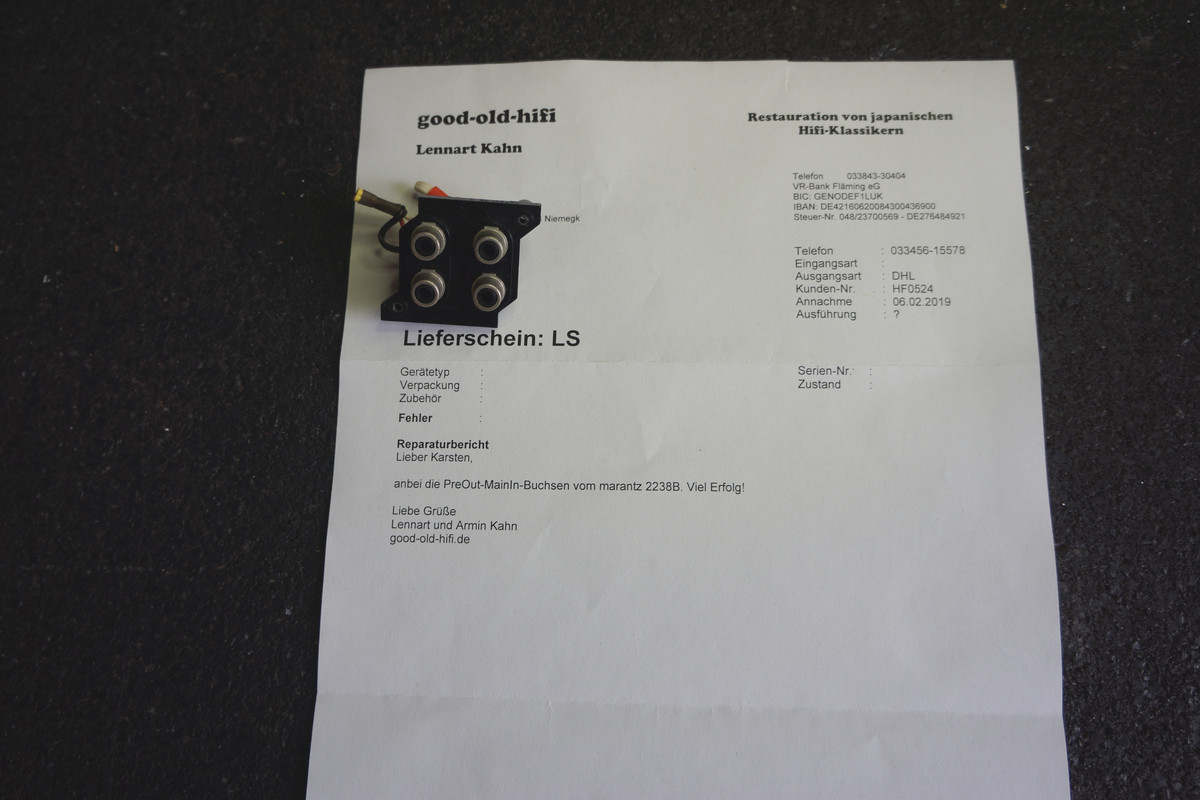 good-old-hifi
Lennart Kahn
Restauration von japanischen
Hifi-Klassikern
Telefon 033843-30404
VR-Bank Fläming eG
BIC: GENODEF1LUK
IBAN: DE42160620084300436900
Steuer-Nr. 048/23700569 - DE276484921
Niemegk
Telefon : 033456-15578
Eingangsart :
Ausgangsart : DHL
Kunden-Nr. : HF0524
Annachme : 06.02.2019
Ausführung : ?
Lieferschein: LS
Gerätetyp :
Verpackung :
Zubehör :
Serien-Nr. :
Zustand :
Fehler :
Reparaturbericht
Lieber Karsten,
anbei die PreOut-MainIn-Buchsen vom marantz 2238B. Viel Erfolg!
Liebe Grüße
Lennart und Armin Kahn
good-old-hifi.de